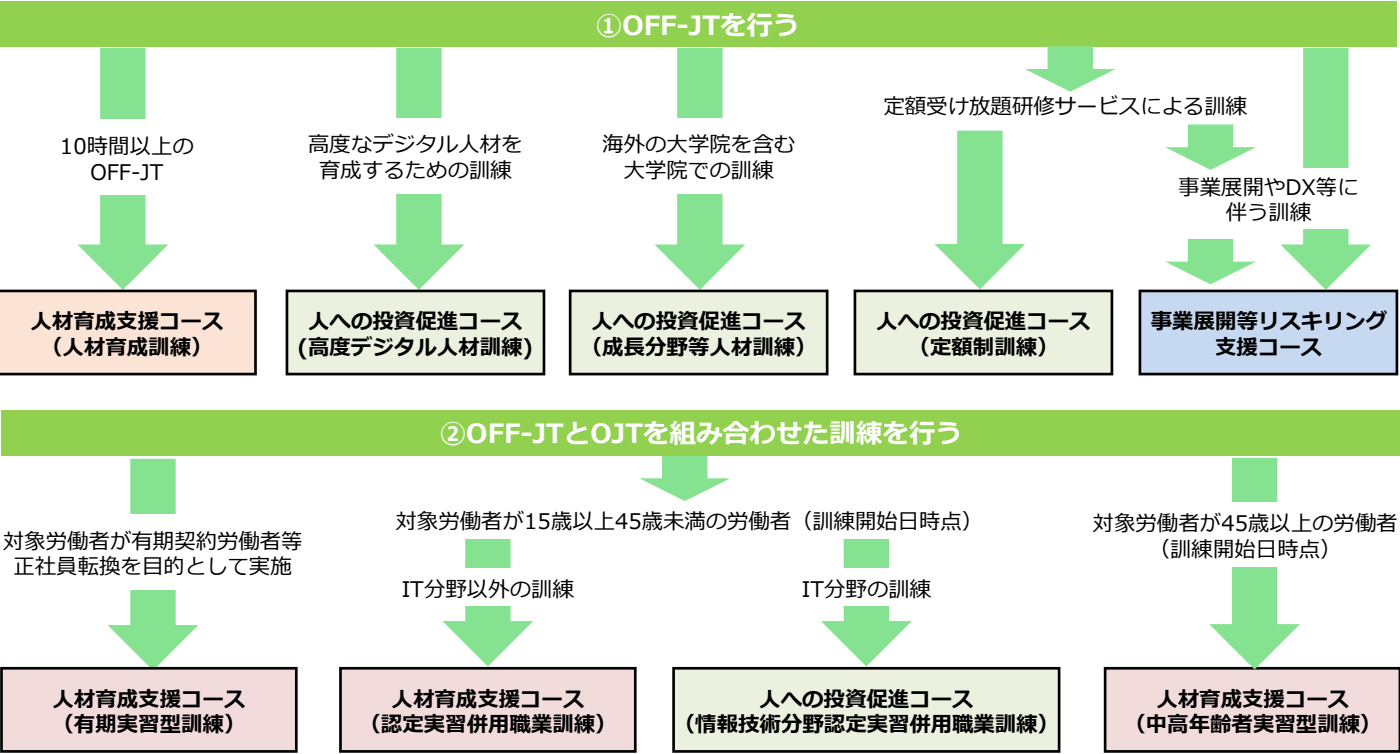 ①OFF-JTを行う
10時間以上の
OFF-JT
高度なデジタル人材を
育成するための訓練
海外の大学院を含む
大学院での訓練
定額受け放題研修サービスによる訓練
事業展開やDX等に
伴う訓練
人材育成支援コース
（人材育成訓練）
人への投資促進コース
(高度デジタル人材訓練)
人への投資促進コース
（成長分野等人材訓練）
人への投資促進コース
（定額制訓練）
事業展開等リスキリング
支援コース
②OFF-JTとOJTを組み合わせた訓練を行う
対象労働者が有期契約労働者等
正社員転換を目的として実施
対象労働者が15歳以上45歳未満の労働者（訓練開始日時点）
IT分野以外の訓練
IT分野の訓練
対象労働者が45歳以上の労働者
（訓練開始日時点）
人材育成支援コース
（有期実習型訓練）
人材育成支援コース
（認定実習併用職業訓練）
人への投資促進コース
（情報技術分野認定実習併用職業訓練）
人材育成支援コース
（中高年齢者実習型訓練）